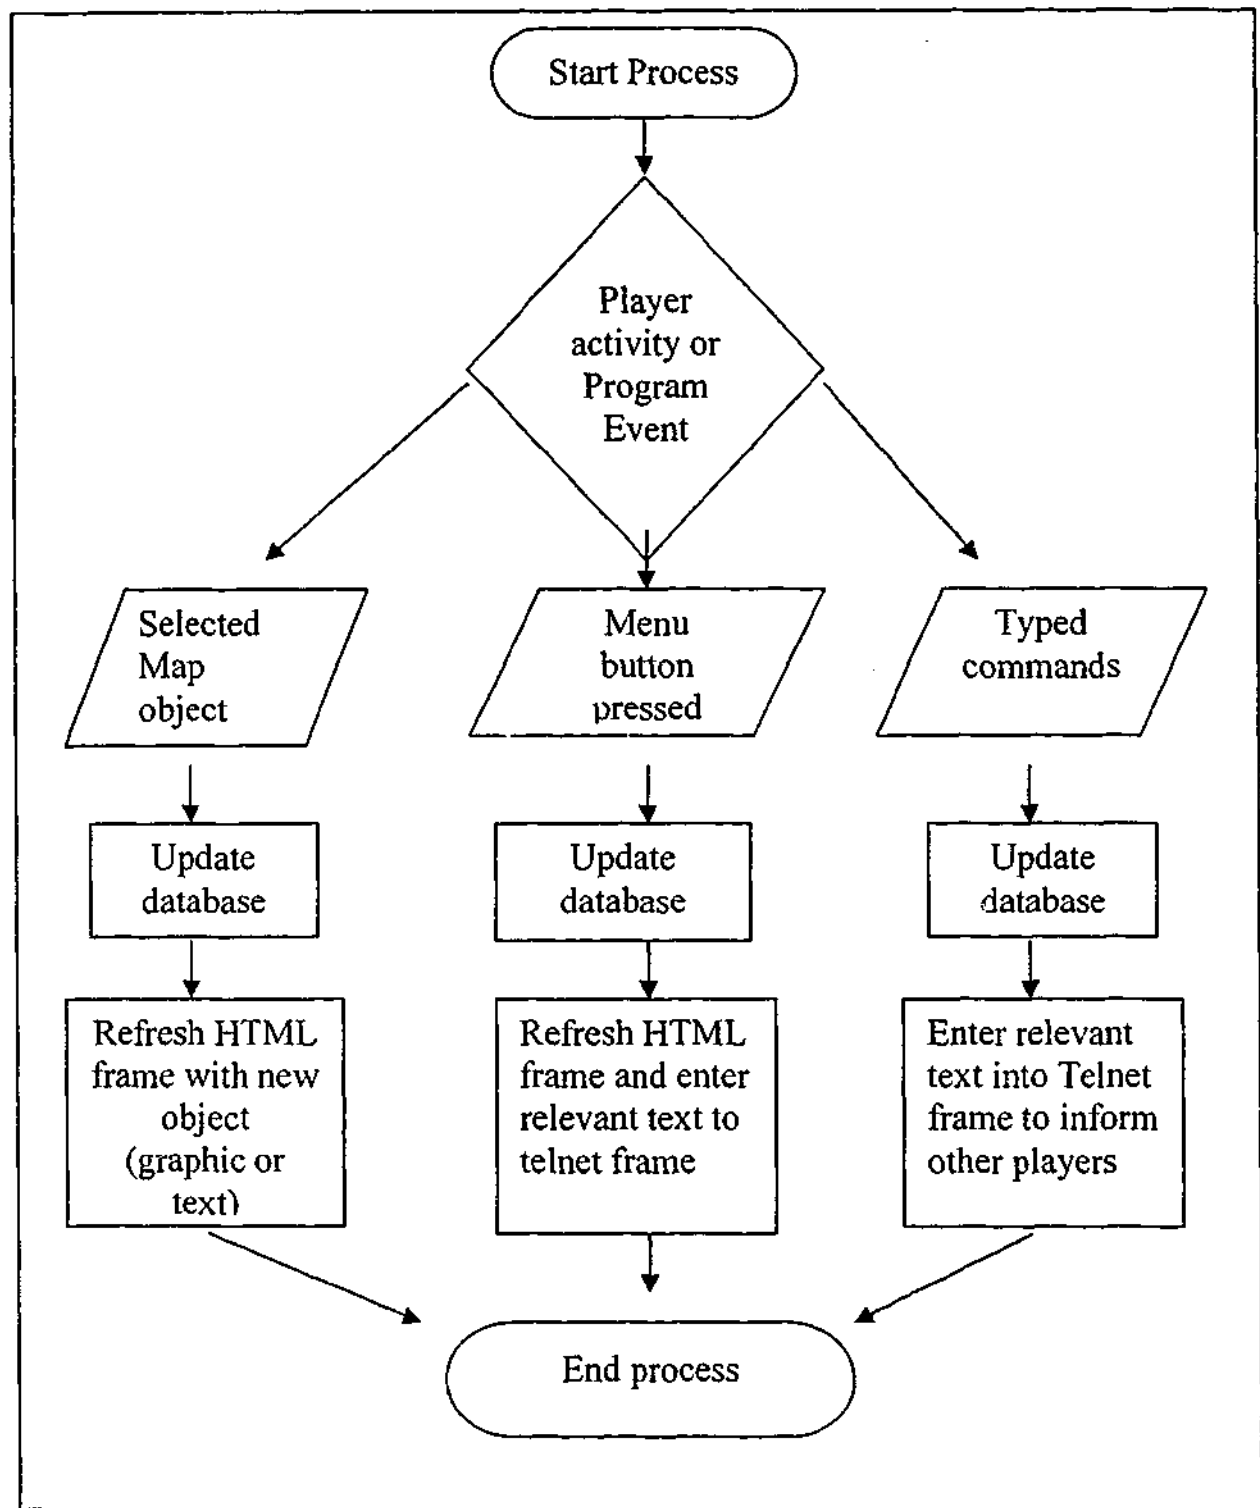 Start Process
Player
activity or
Program
Event
Selected
Map
object
Menu
button
pressed
Typed
commands
Update
database
Update
database
Update
database
Refresh HTML
frame with new
object
(graphic or
text)
Refresh HTML
frame and enter
relevant text to
telnet frame
Enter relevant
text into Telnet
frame to inform
other players
End process